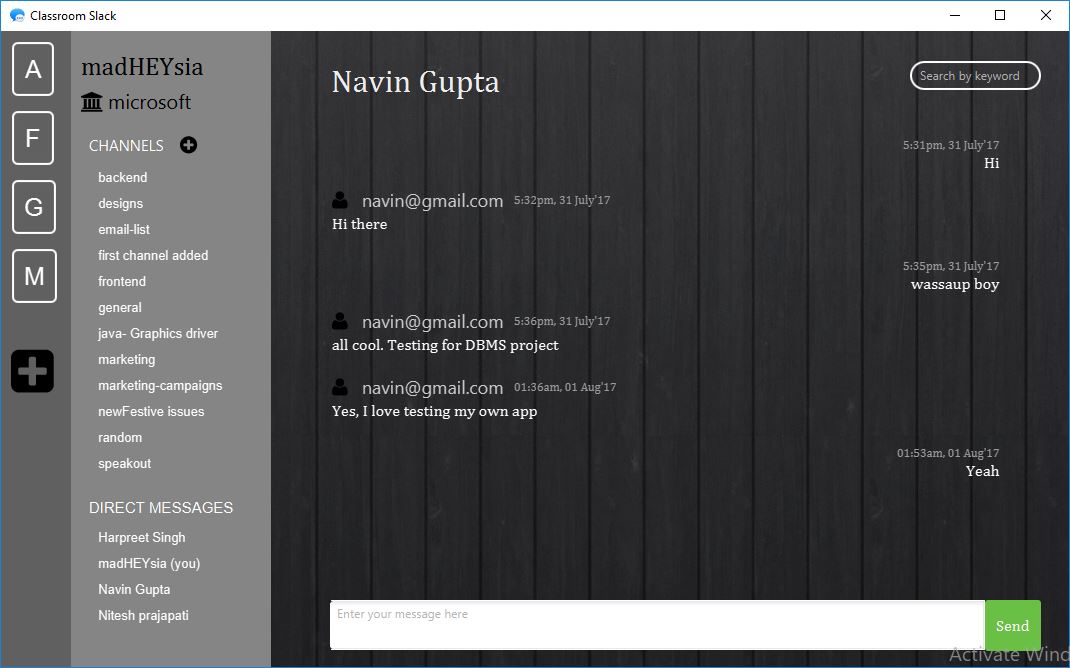 Classroom Slack
A
F
G
M
madHEYsia
microsoft
CHANNELS
backend
designs
email-list
first channel added
frontend
general
java- Graphics driver
marketing
marketing-campaigns
newFestive issues
random
speakout
DIRECT MESSAGES
Harpreet Singh
madHEYsia (you)
Navin Gupta
Nitesh prajapati
Navin Gupta
Search by keyword
5:31pm, 31 July'17
Hi
navin@gmail.com 5:32pm, 31 July'17
Hi there
5:35pm, 31 July'17
wassaup boy
navin@gmail.com 5:36pm, 31 July'17
all cool. Testing for DBMS project
navin@gmail.com 01:36am, 01 Aug'17
Yes, I love testing my own app
01:53am, 01 Aug'17
Yeah
Enter your message here
Send
Activate Wind